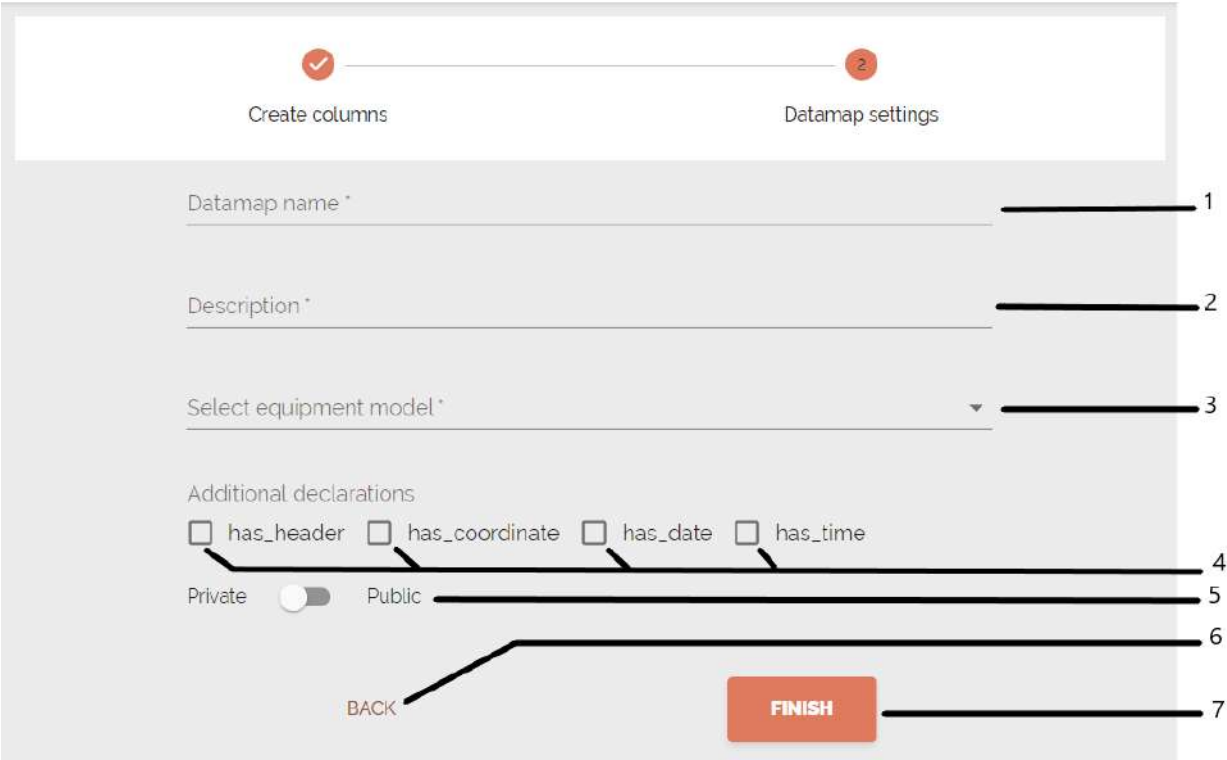 2
Create columns Datamap settings
Datamap name * 1
Description * 2
Select equipment model * 3
Additional declarations
has_header has_coordinate has_date has_time
4
Private Public 5
6
BACK FINISH 7